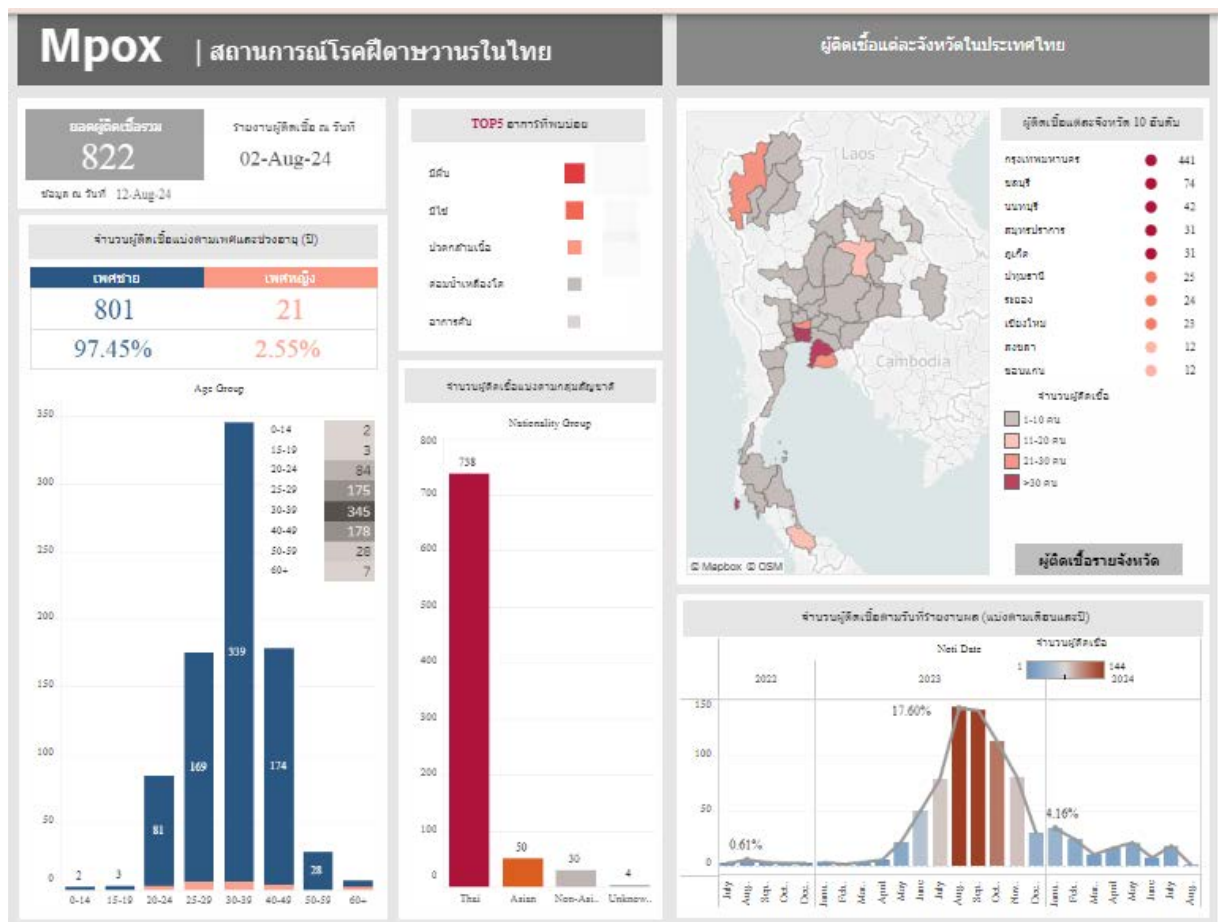 Mpox | สถานการณ์โรคฝีดาษวานรในไทย
ผู้ติดเชื้อแต่ละจังหวัดในประเทศไทย
ยอดผู้ติดเชื้อรวม
822
ข้อมูล ณ วันที่ 12-Aug-24
รายงานผู้ติดเชื้อ ณ วันที่
02-Aug-24
จำนวนผู้ติดเชื้อแบ่งตามเพศและช่วงอายุ (ปี)
เพศชาย เพศหญิง
801 21
97.45% 2.55%
Age Group
350
300
250
200
150
100
50
0
0-14 2
15-19 3
20-24 84
25-29 175
30-39 345
40-49 178
50-59 28
60+ 7
2 3 81 169 339 174 28
0-14 15-19 20-24 25-29 30-39 40-49 50-59 60+
TOP5 อาการที่พบบ่อย
มีผื่น
มีไข้
ปวดกล้ามเนื้อ
ต่อมน้ำเหลืองโต
อาการคัน
จำนวนผู้ติดเชื้อแบ่งตามกลุ่มสัญชาติ
Nationality Group
800
700
600
500
400
300
200
100
0
738 50 30 4
Thai Asian Non-Asi.. Unknow..
Laos
Cambodia
© Mapbox © OSM
ผู้ติดเชื้อแต่ละจังหวัด 10 อันดับ
กรุงเทพมหานคร 441
ชลบุรี 74
นนทบุรี 42
สมุทรปราการ 31
ภูเก็ต 31
ปทุมธานี 25
ระยอง 24
เชียงใหม่ 23
สงขลา 12
ขอนแก่น 12
จำนวนผู้ติดเชื้อ
1-10 คน
11-20 คน
21-30 คน
>30 คน
ผู้ติดเชื้อรายจังหวัด
จำนวนผู้ติดเชื้อตามวันที่รายงานผล (แบ่งตามเดือนและปี)
Noti Date
จำนวนผู้ติดเชื้อ
1 144
2022 2023 2024
150
100
50
0
0.61% 17.60% 4.16%
July Aug.. Sep.. Oct.. Dec.. Janu.. Feb.. Mar.. April May June July Aug.. Sep.. Oct.. Nov.. Dec.. Janu.. Feb.. Mar.. April May June July Aug..